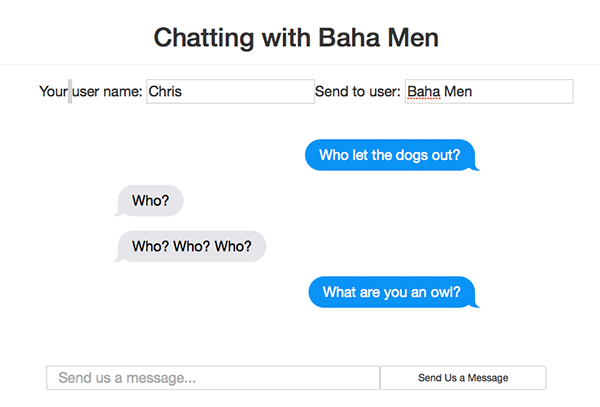 Chatting with Baha Men
Your user name: Chris Send to user: Baha Men
Who let the dogs out?
Who?
Who? Who? Who?
What are you an owl?
Send us a message... Send Us a Message